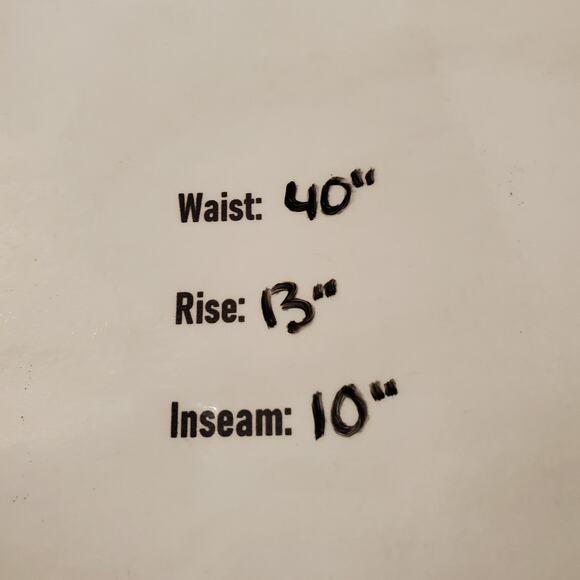 Waist: 40"
Rise: 13"
Inseam: 10"